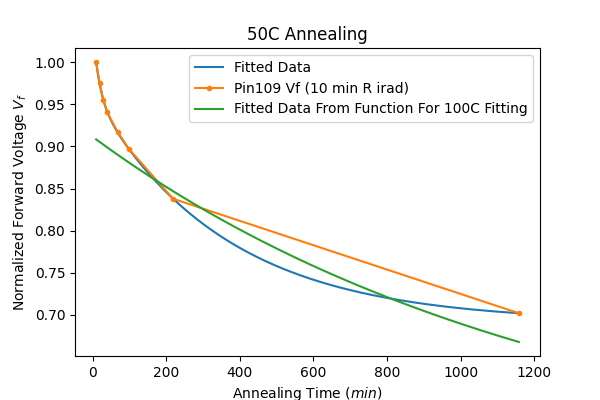 50C Annealing
Fitted Data
Pin109 Vf (10 min R irad)
Fitted Data From Function For 100C Fitting
Normalized Forward Voltage V_f
1.00
0.95
0.90
0.85
0.80
0.75
0.70
0 200 400 600 800 1000 1200
Annealing Time (min)